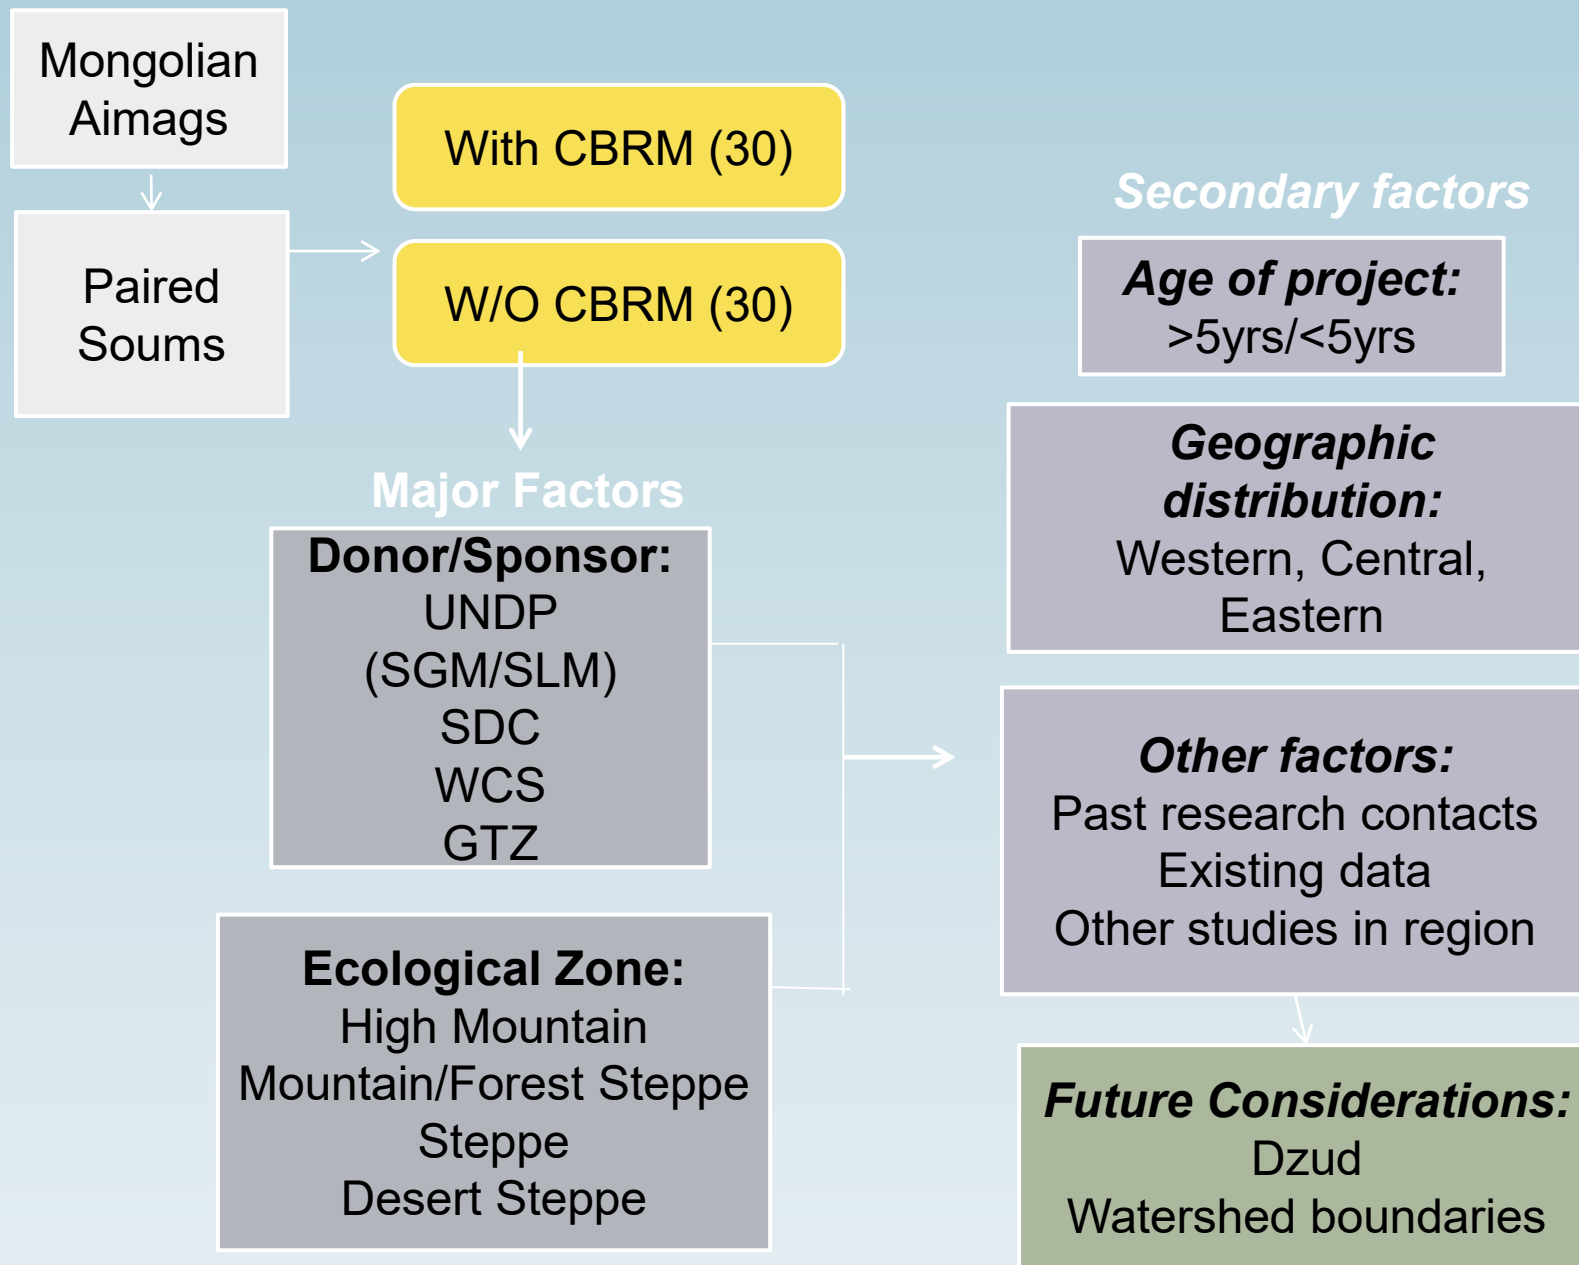 Mongolian
Aimags
Paired
Soums
With CBRM (30)
W/O CBRM (30)
Major Factors
Donor/Sponsor:
UNDP
(SGM/SLM)
SDC
WCS
GTZ
Ecological Zone:
High Mountain
Mountain/Forest Steppe
Steppe
Desert Steppe
Secondary factors
Age of project:
>5yrs/<5yrs
Geographic
distribution:
Western, Central,
Eastern
Other factors:
Past research contacts
Existing data
Other studies in region
Future Considerations:
Dzud
Watershed boundaries